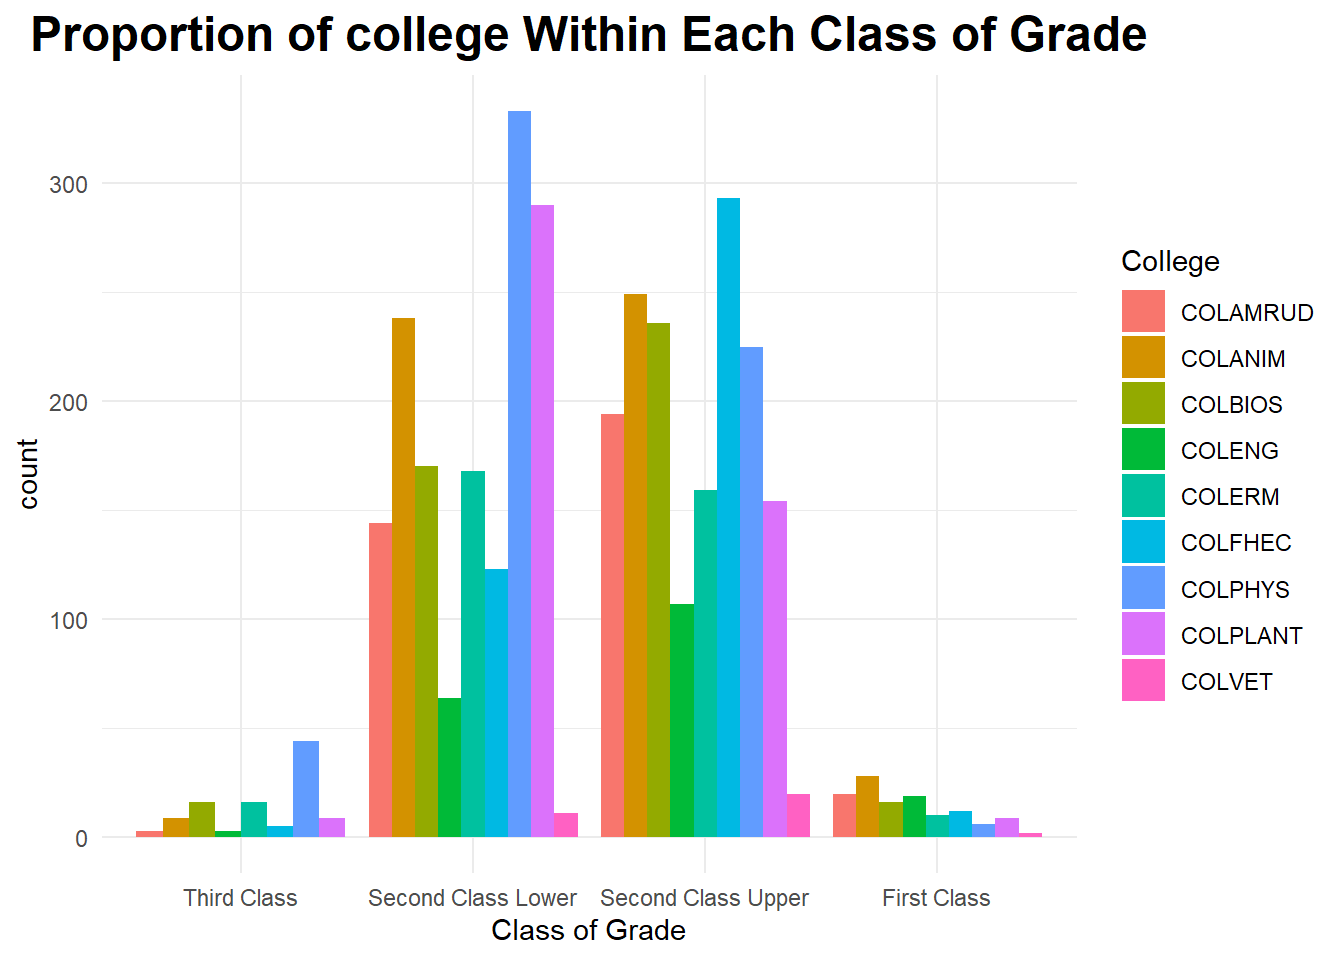 Proportion of college Within Each Class of Grade
300
200
100
0
count
Third Class
Second Class Lower
Second Class Upper
First Class
Class of Grade
College
COLAMRUD
COLANIM
COLBIOS
COLENG
COLERM
COLFHEC
COLPHYS
COLPLANT
COLVET